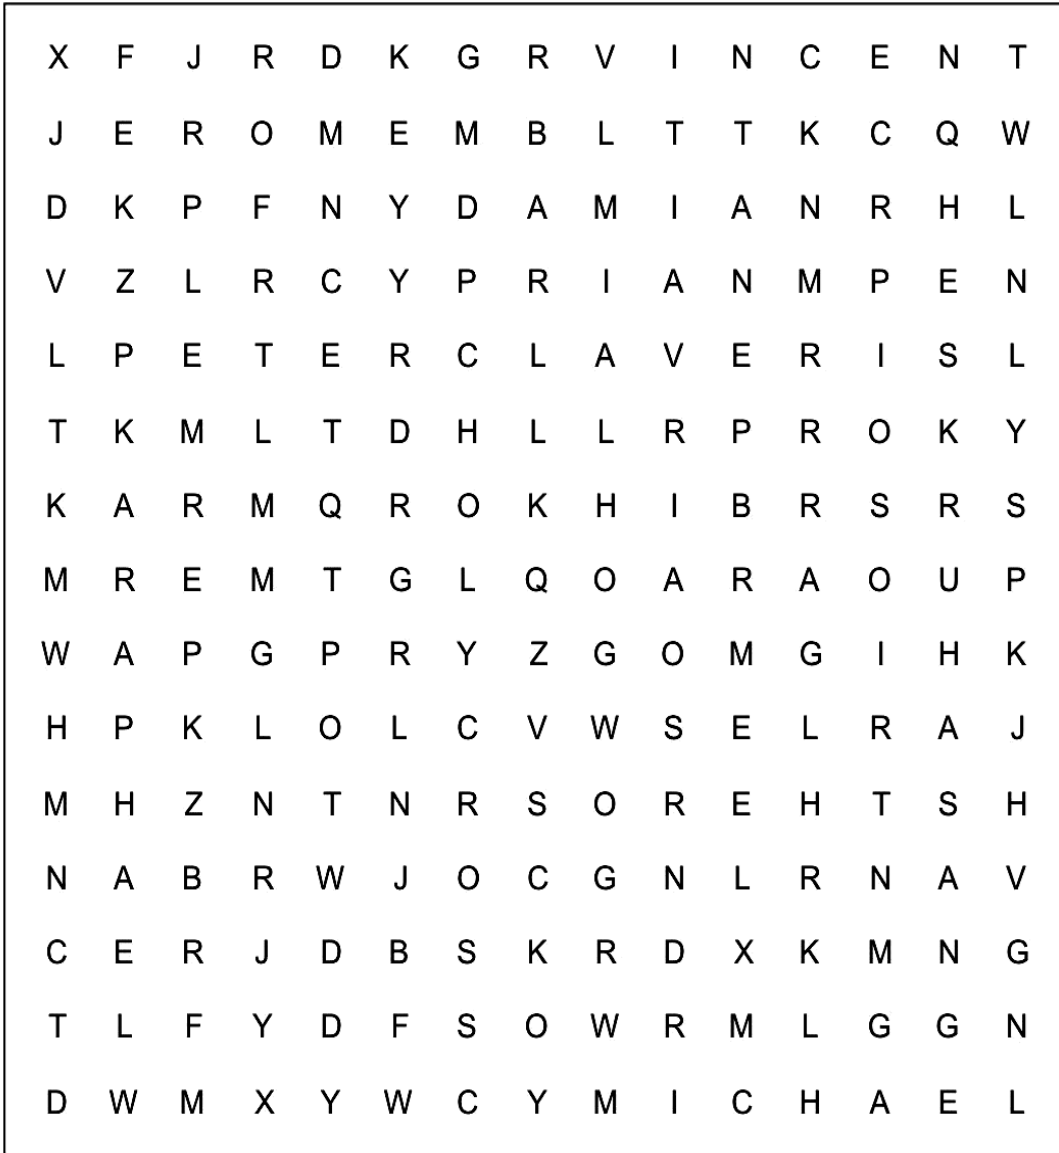 X F J R D K G R V I N C E N T
J E R O M E M B L T T K C Q W
D K P F N Y D A M I A N R H L
V Z L R C Y P R I A N M P E N
L P E T E R C L A V E R I S L
T K M L T D H L L R P R O K Y
K A R M Q R O K H I B R S R S
M R E M T G L Q O A R A O U P
W A P G P R Y Z G O M G I H K
H P K L O L C V W S E L R A J
M H Z N T N R S O R E H T S H
N A B R W J O C G N L R N A V
C E R J D B S K R D X K M N G
T L F Y D F S O W R M L G G N
D W M X Y W C Y M I C H A E L